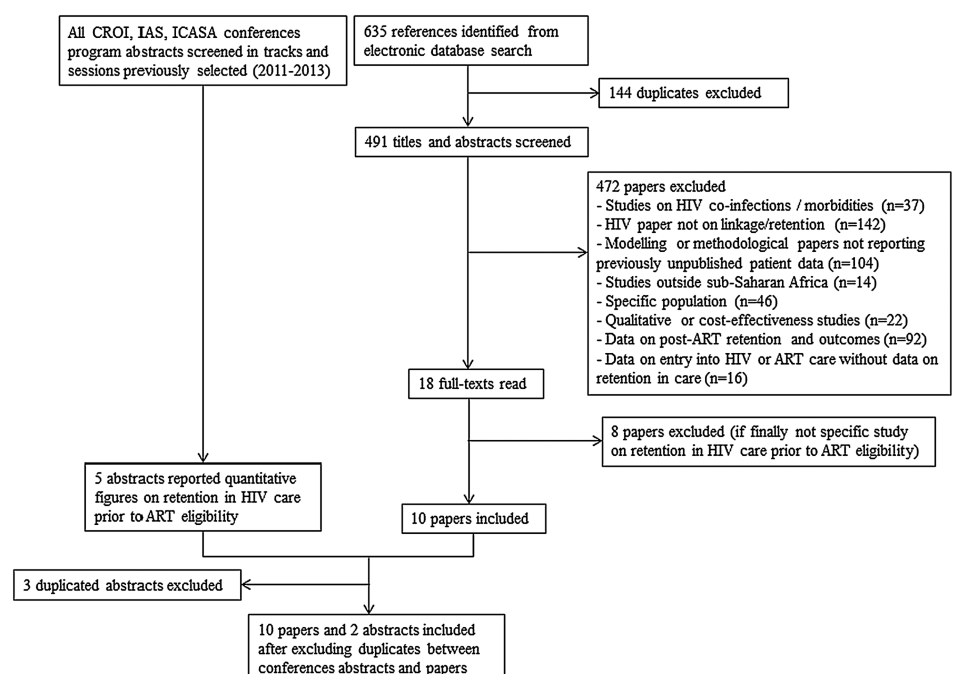 All CROI, IAS, ICASA conferences
program abstracts screened in tracks and
sessions previously selected (2011-2013)
635 references identified from
electronic database search
144 duplicates excluded
491 titles and abstracts screened
472 papers excluded
- Studies on HIV co-infections / morbidities (n=37)
- HIV paper not on linkage/retention (n=142)
- Modelling or methodological papers not reporting
previously unpublished patient data (n=104)
- Studies outside sub-Saharan Africa (n=14)
- Specific population (n=46)
- Qualitative or cost-effectiveness studies (n=22)
- Data on post-ART retention and outcomes (n=92)
- Data on entry into HIV or ART care without data on
retention in care (n=16)
18 full-texts read
8 papers excluded (if finally not specific study
on retention in HIV care prior to ART eligibility)
5 abstracts reported quantitative
figures on retention in HIV care
prior to ART eligibility
10 papers included
3 duplicated abstracts excluded
10 papers and 2 abstracts included
after excluding duplicates between
conferences abstracts and papers